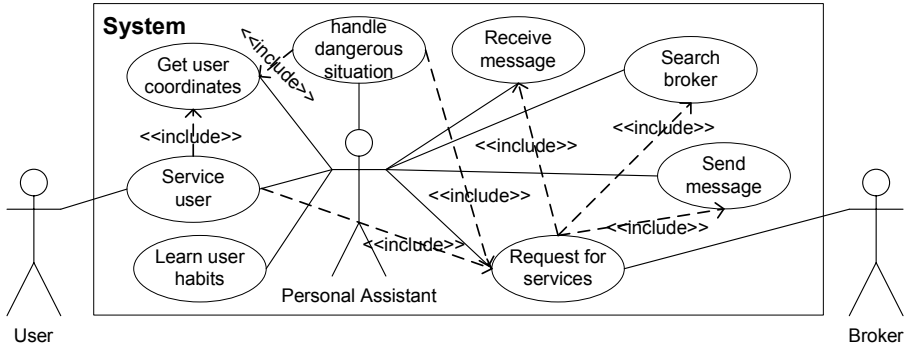 System
handle
dangerous
situation
Receive
message
Search
broker
Get user
coordinates
<<include>>
<<include>>
<<include>>
<<include>>
Service
user
Send
message
<<include>>
<<include>>
<<include>>
Learn user
habits
Request for
services
Personal Assistant
User
Broker